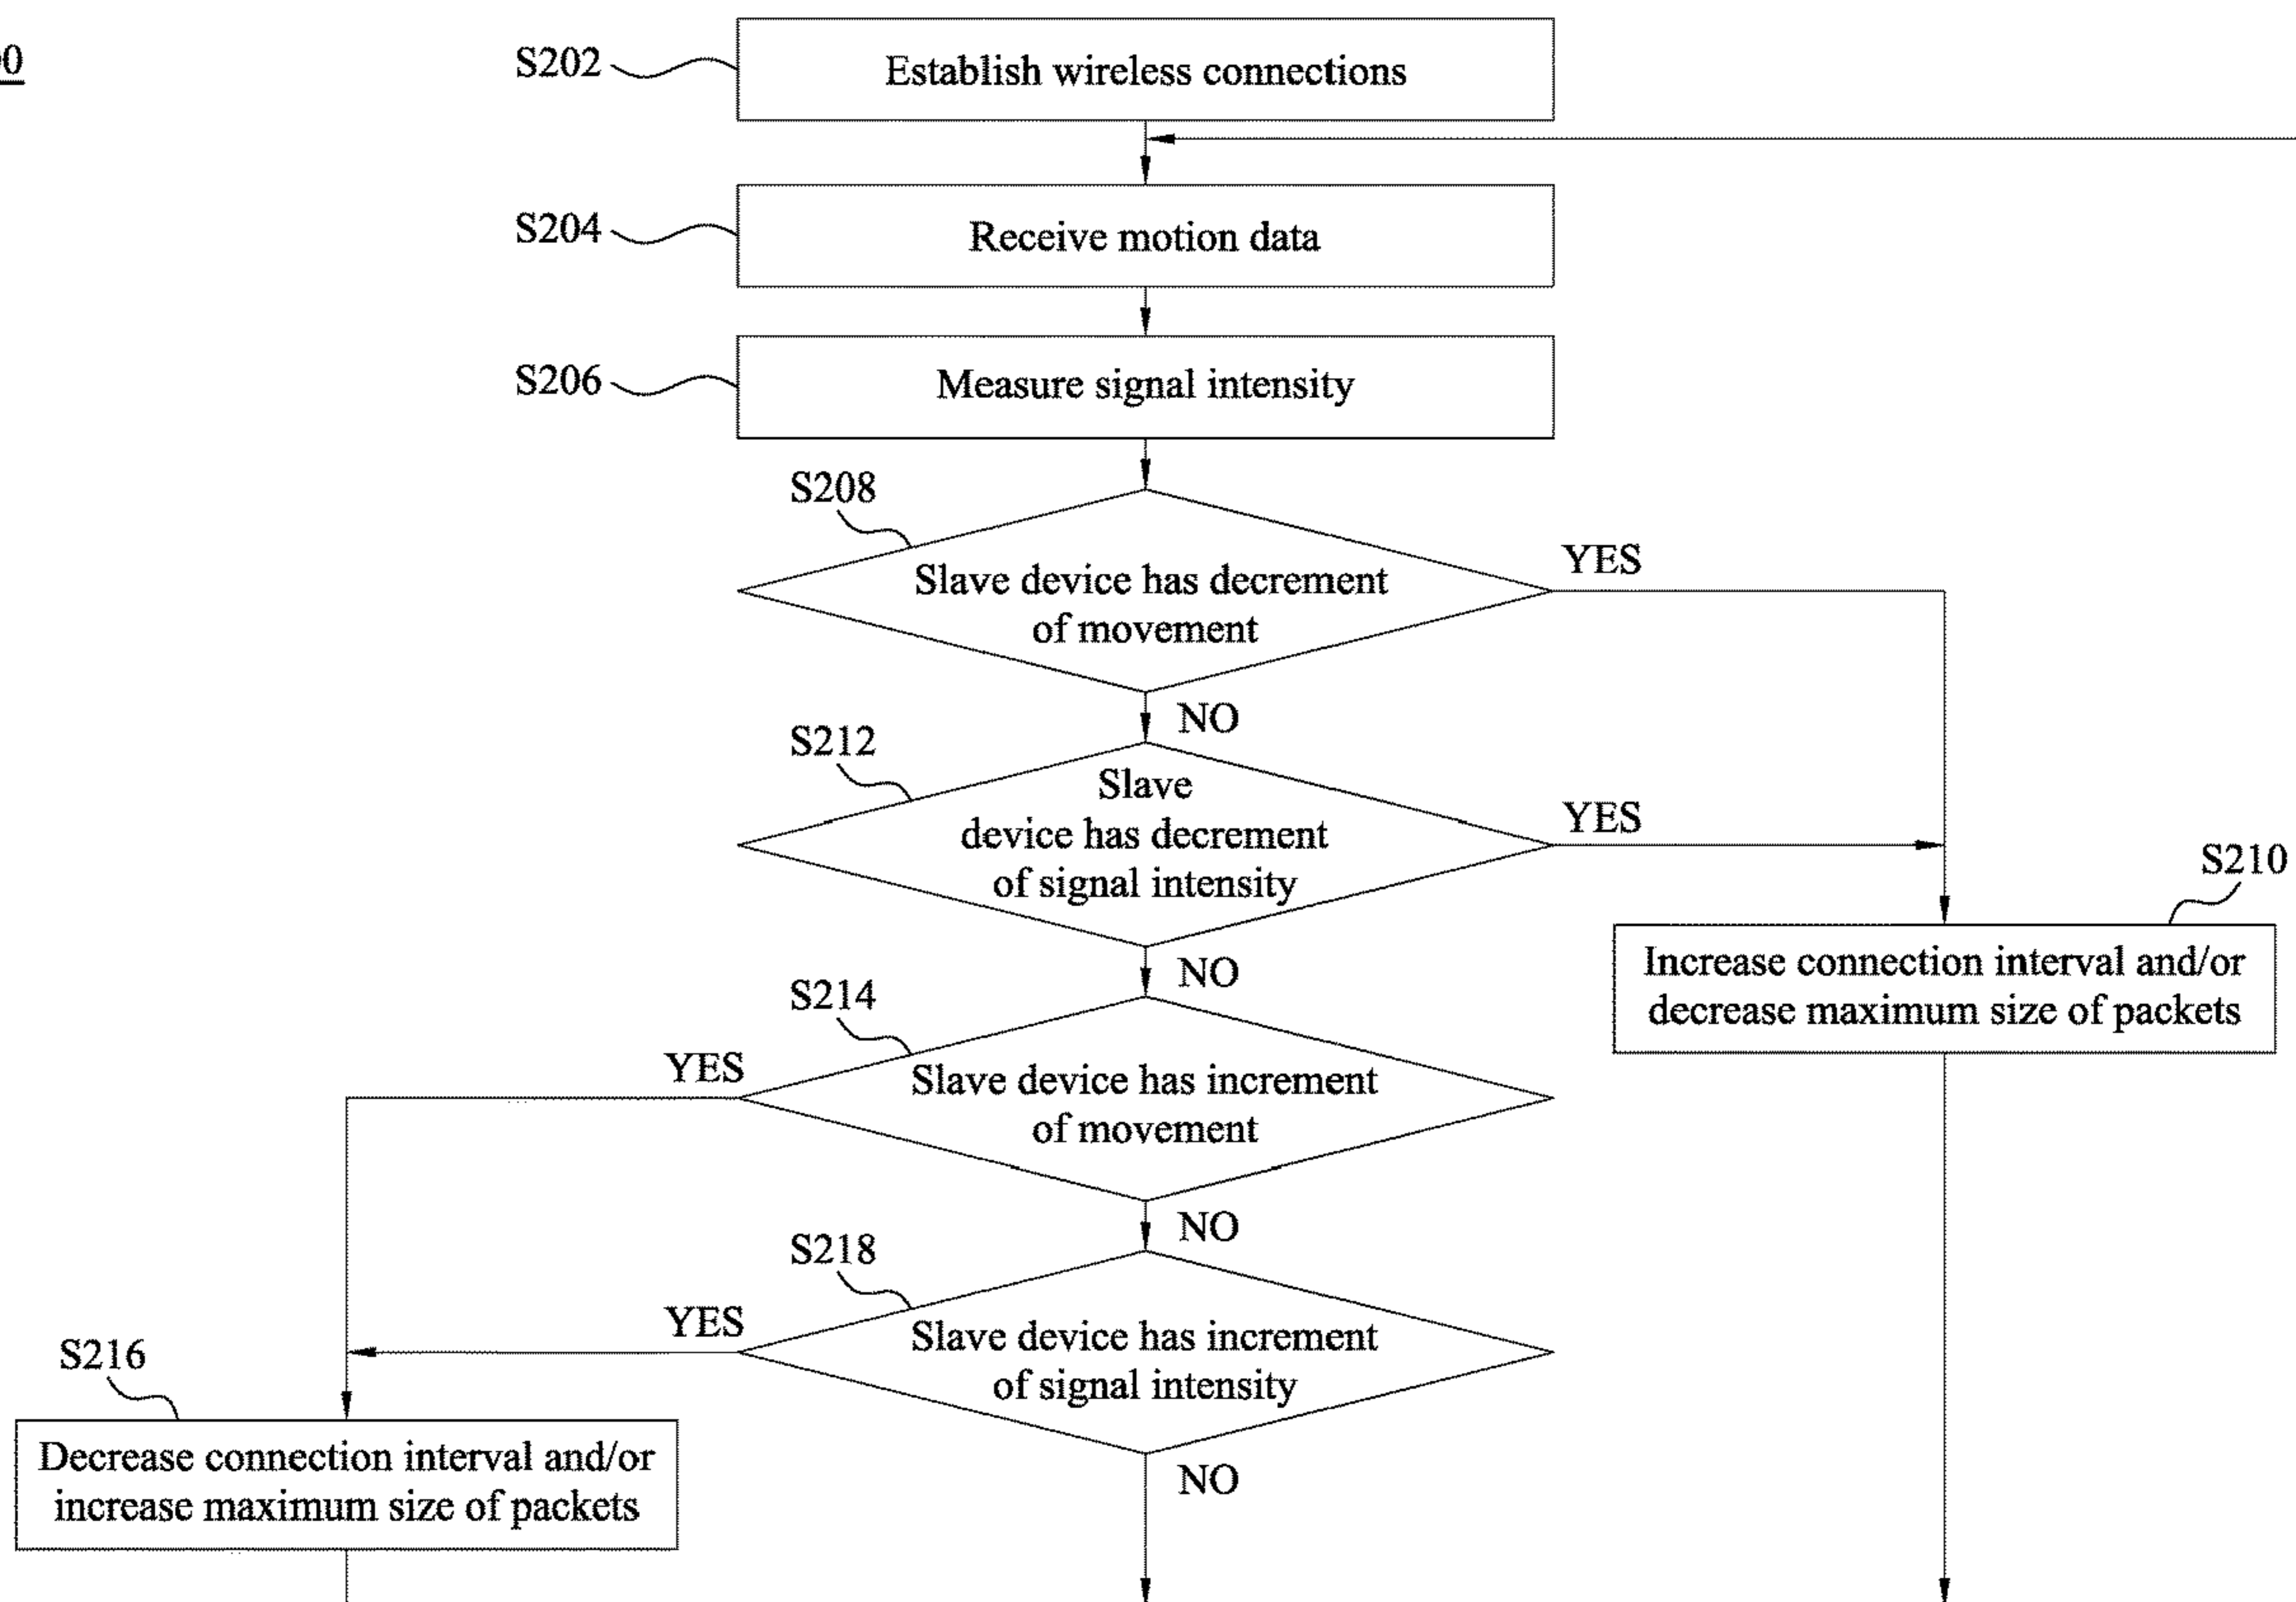 S202
Establish wireless connections
S204
Receive motion data
S206
Measure signal intensity
S208
Slave device has decrement
of movement
YES
NO
S212
Slave
device has decrement
of signal intensity
YES
S210
Increase connection interval and/or
decrease maximum size of packets
NO
S214
YES
Slave device has increment
of movement
NO
S218
YES
Slave device has increment
of signal intensity
S216
Decrease connection interval and/or
increase maximum size of packets
NO